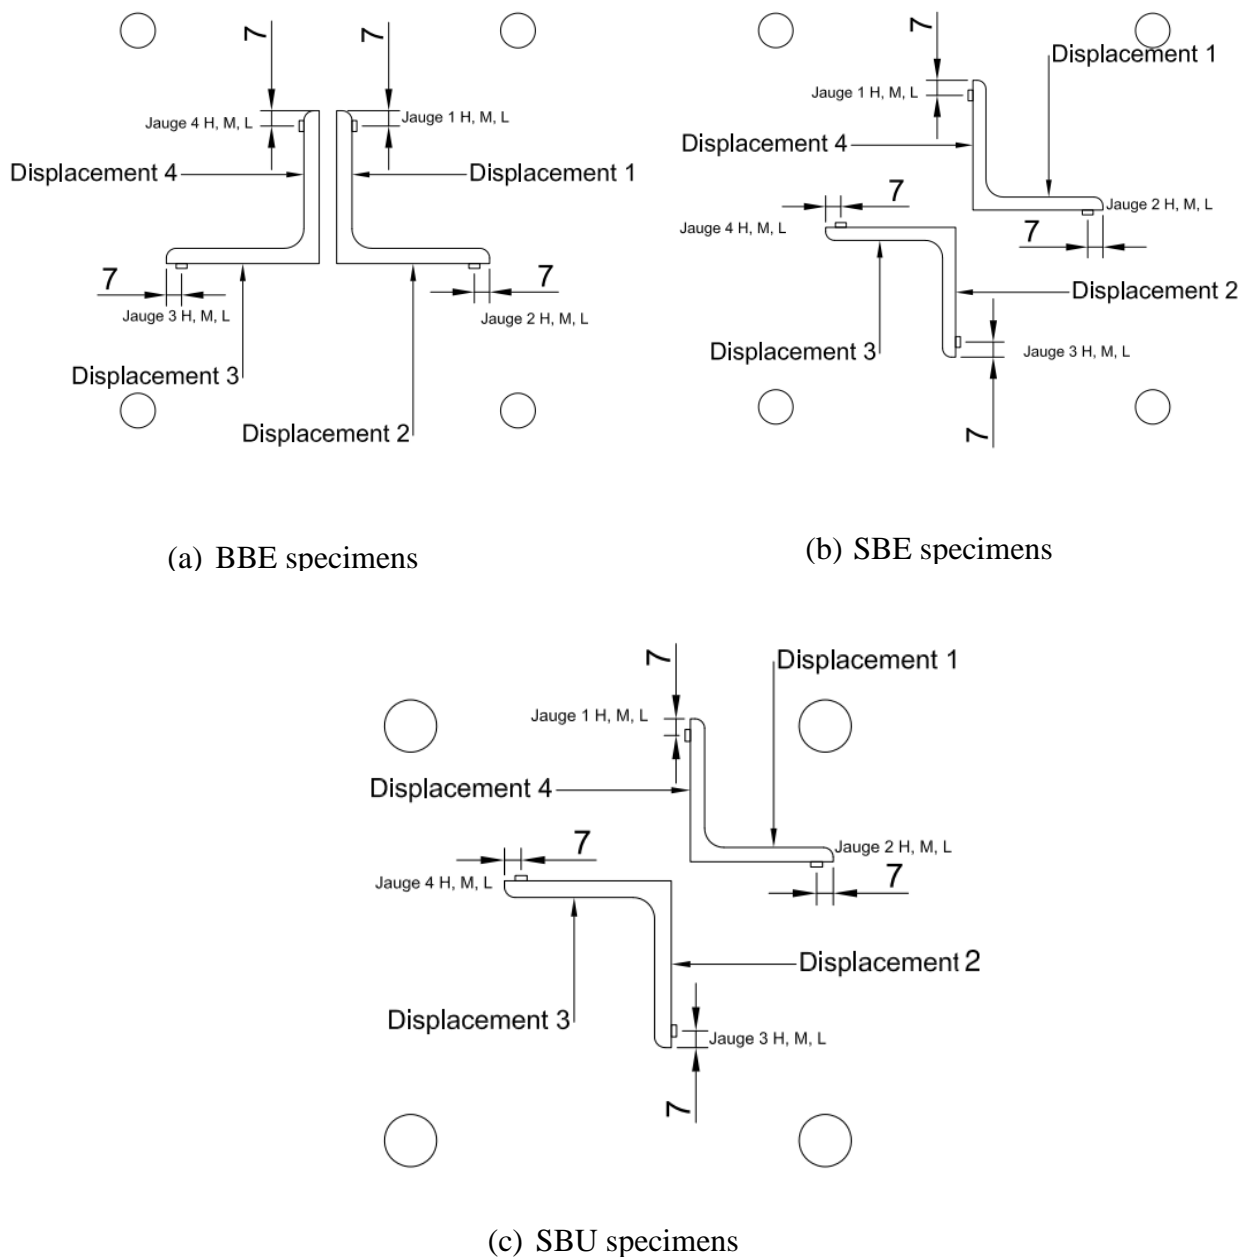 7
7
Jauge 4 H, M, L
Jauge 1 H, M, L
Displacement 4
Displacement 1
7
7
Jauge 3 H, M, L
Jauge 2 H, M, L
Displacement 3
Displacement 2
(a) BBE specimens
7
Displacement 1
Jauge 1 H, M, L
Displacement 4
7
Jauge 2 H, M, L
Jauge 4 H, M, L
7
Displacement 2
Displacement 3
Jauge 3 H, M, L
7
(b) SBE specimens
7
Displacement 1
Jauge 1 H, M, L
Displacement 4
7
Jauge 2 H, M, L
Jauge 4 H, M, L
7
Displacement 2
Displacement 3
Jauge 3 H, M, L
7
(c) SBU specimens